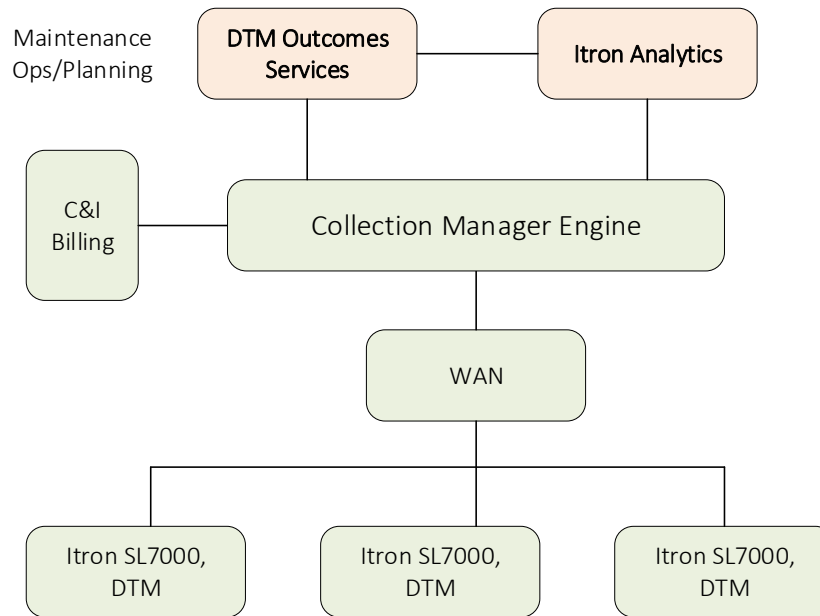 Maintenance
Ops/Planning
DTM Outcomes
Services
Itron Analytics
C&I
Billing
Collection Manager Engine
WAN
Itron SL7000,
DTM
Itron SL7000,
DTM
Itron SL7000,
DTM